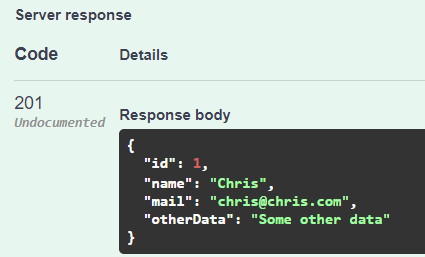 Server response
Code Details
201
Undocumented
Response body
{
  "id": 1,
  "name": "Chris",
  "mail": "chris@chris.com",
  "otherData": "Some other data"
}